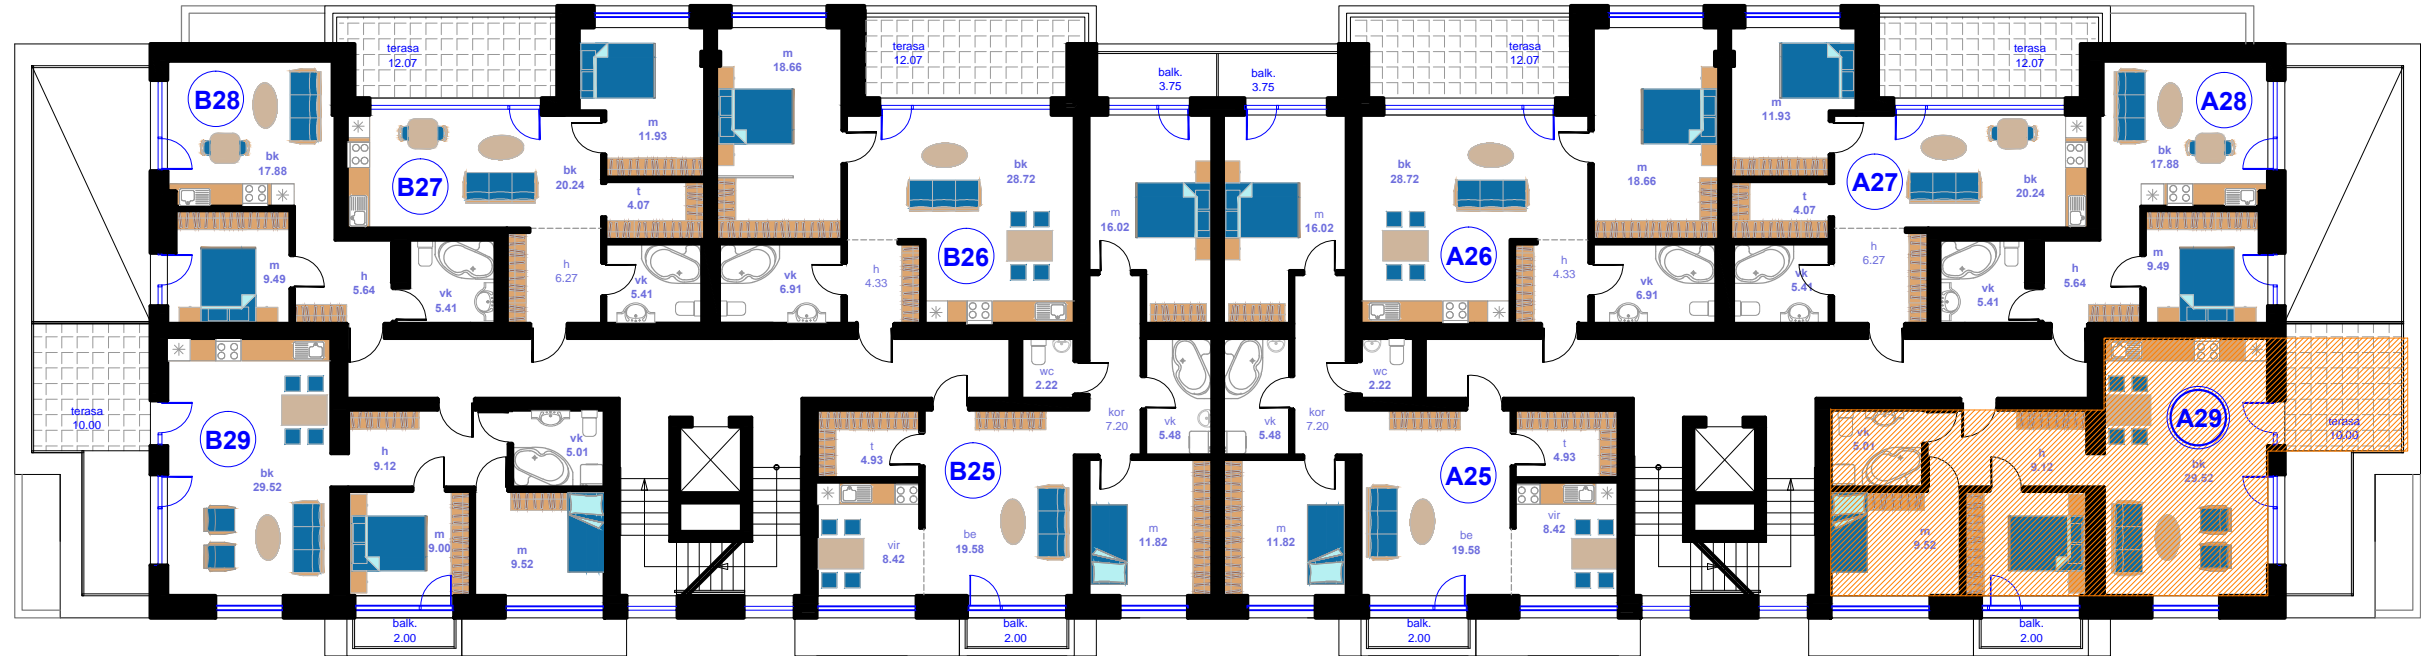 terasa
12.07
terasa
12.07
balk.
3.75
balk.
3.75
terasa
12.07
terasa
12.07
m
18.66
m
11.93
m
11.93
m
18.66
B28
bk
17.88
B27
bk
20.24
t
4.07
bk
28.72
B26
m
16.02
m
16.02
bk
28.72
A26
A27
t
4.07
bk
20.24
A28
bk
17.88
m
9.49
h
5.64
vk
5.41
h
6.27
vk
5.41
vk
6.91
h
4.33
h
4.33
vk
6.91
vk
5.41
h
6.27
vk
5.41
h
5.64
m
9.49
terasa
10.00
B29
bk
29.52
h
9.12
vk
5.01
m
9.00
m
9.52
t
4.93
B25
vir
8.42
be
19.58
wc
2.22
kor
7.20
vk
5.48
m
11.82
vk
5.48
kor
7.20
wc
2.22
m
11.82
A25
be
19.58
t
4.93
vir
8.42
vk
5.01
h
9.12
m
9.52
A29
bk
29.52
terasa
10.00
balk.
2.00
balk.
2.00
balk.
2.00
balk.
2.00